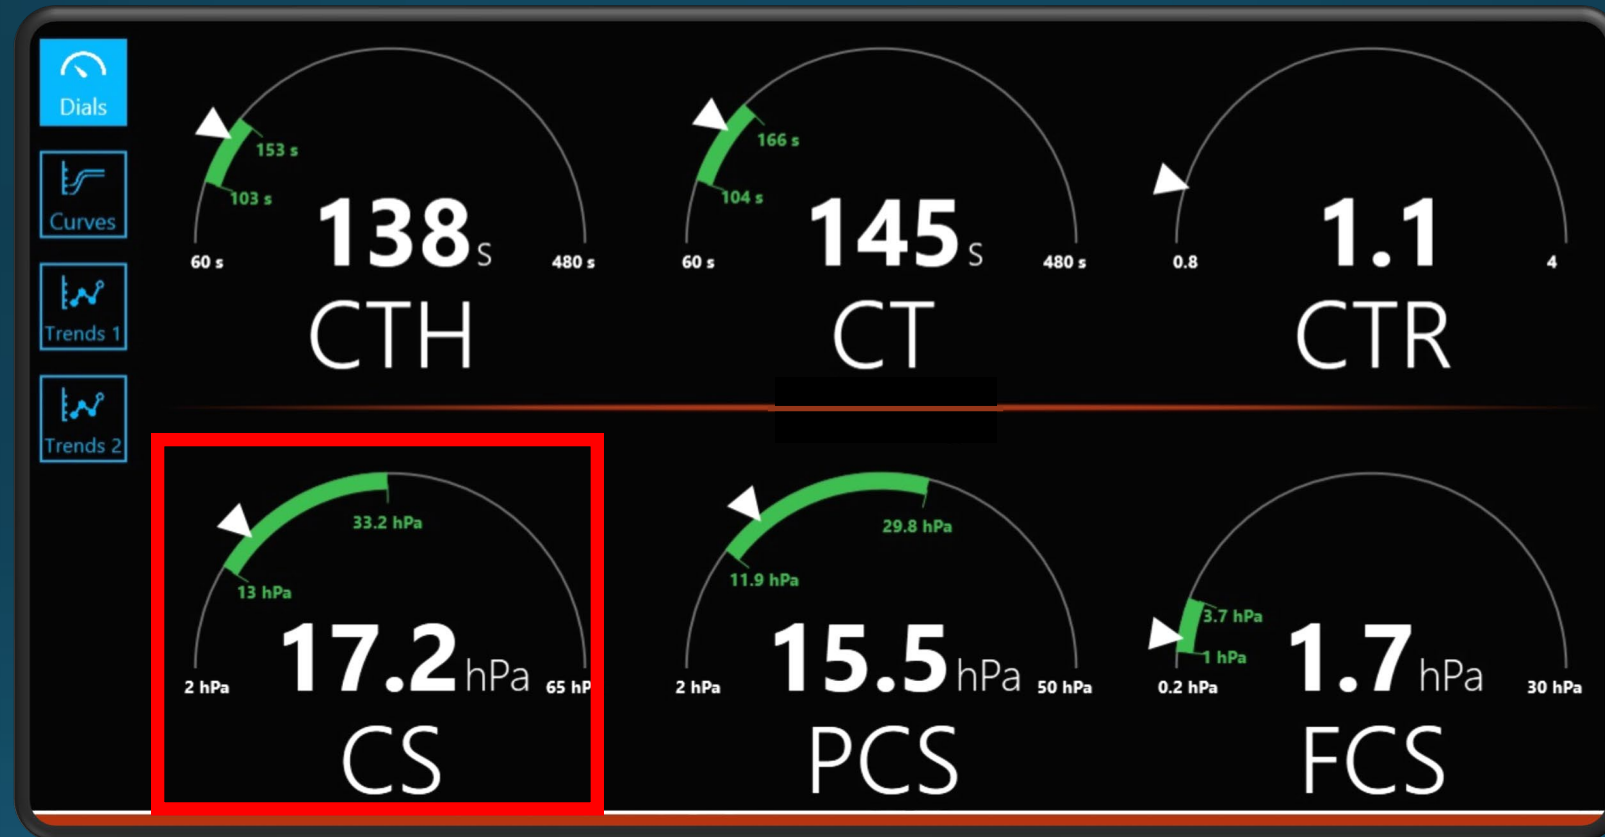 Dials
Curves
Trends 1
Trends 2
153 s
103 s
60 s
138 s
480 s
CTH
166 s
104 s
60 s
145 s
480 s
CT
0.8
1.1
4
CTR
33.2 hPa
13 hPa
2 hPa
17.2 hPa
65 hP
CS
29.8 hPa
11.9 hPa
2 hPa
15.5 hPa
50 hPa
PCS
3.7 hPa
1 hPa
0.2 hPa
1.7 hPa
30 hPa
FCS